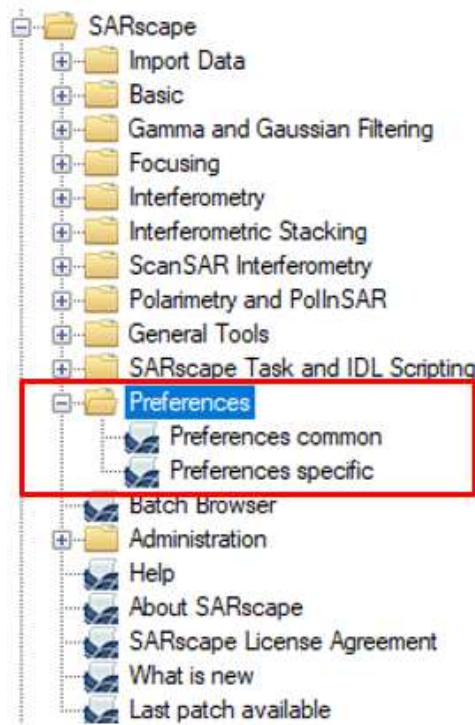 SARscape
Import Data
Basic
Gamma and Gaussian Filtering
Focusing
Interferometry
Interferometric Stacking
ScanSAR Interferometry
Polarimetry and PolInSAR
General Tools
SARscape Task and IDL Scripting
Preferences
Preferences common
Preferences specific
Batch Browser
Administration
Help
About SARscape
SARscape License Agreement
What is new
Last patch available